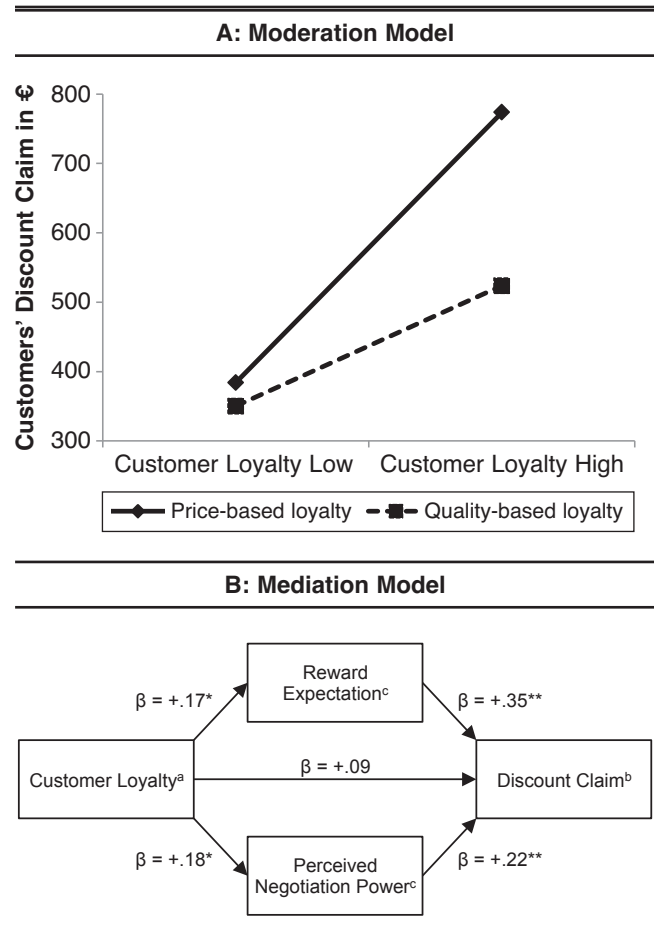 A: Moderation Model
Customers’ Discount Claim in €
800
700
600
500
400
300
Customer Loyalty Low
Customer Loyalty High
Price-based loyalty
Quality-based loyalty
B: Mediation Model
Reward
Expectationᶜ
β = +.17*
β = +.35**
Customer Loyaltyᵃ
β = +.09
Discount Claimᵇ
β = +.18*
Perceived
Negotiation Powerᶜ
β = +.22**